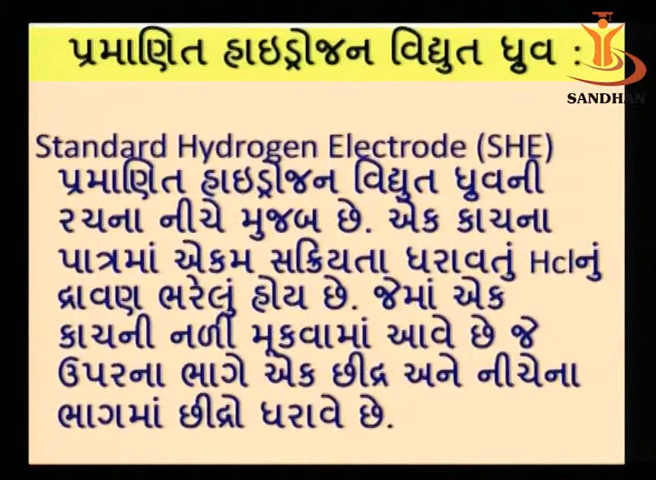 પ્રમાણિત હાઇડ્રોજન વિદ્યુત ધ્રુવ :
SANDHAN
Standard Hydrogen Electrode (SHE)
પ્રમાણિત હાઇડ્રોજન વિદ્યુત ધ્રુવની
રચના નીચે મુજબ છે. એક કાચના
પાત્રમાં એકમ સક્રિયતા ધરાવતું Hclનું
દ્રાવણ ભરેલું હોય છે. જેમાં એક
કાચની નળી મૂકવામાં આવે છે જે
ઉપરના ભાગે એક છીદ્ર અને નીચેના
ભાગમાં છીદ્રો ધરાવે છે.